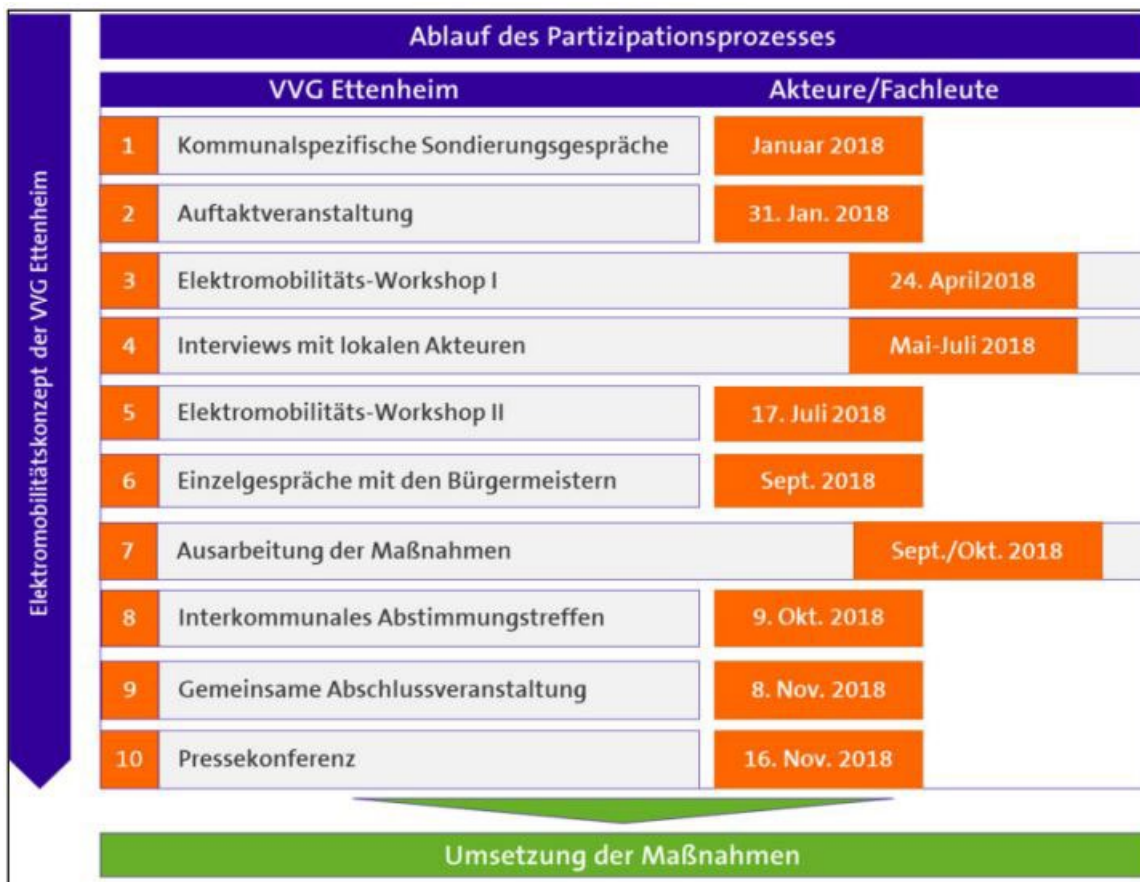 Elektromobilitätskonzept der VVG Ettenheim
Ablauf des Partizipationsprozesses
VVG Ettenheim Akteure/Fachleute
1 Kommunalspezifische Sondierungsgespräche Januar 2018
2 Auftaktveranstaltung 31. Jan. 2018
3 Elektromobilitäts-Workshop I 24. April2018
4 Interviews mit lokalen Akteuren Mai-Juli 2018
5 Elektromobilitäts-Workshop II 17. Juli 2018
6 Einzelgespräche mit den Bürgermeistern Sept. 2018
7 Ausarbeitung der Maßnahmen Sept./Okt. 2018
8 Interkommunales Abstimmungstreffen 9. Okt. 2018
9 Gemeinsame Abschlussveranstaltung 8. Nov. 2018
10 Pressekonferenz 16. Nov. 2018
Umsetzung der Maßnahmen